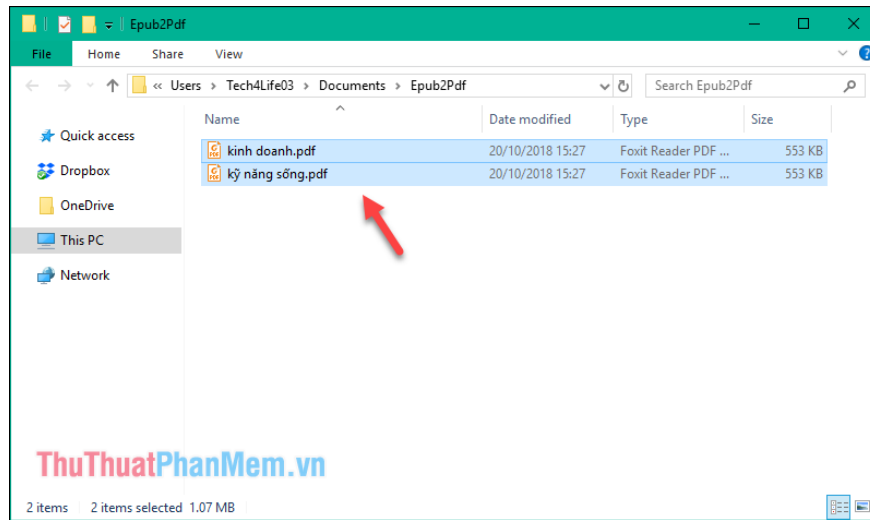 Epub2Pdf
File Home Share View
« Users › Tech4Life03 › Documents › Epub2Pdf Search Epub2Pdf
Name Date modified Type Size
Quick access
kinh doanh.pdf 20/10/2018 15:27 Foxit Reader PDF ... 553 KB
kỹ năng sống.pdf 20/10/2018 15:27 Foxit Reader PDF ... 553 KB
Dropbox
OneDrive
This PC
Network
ThuThuatPhanMem.vn
2 items 2 items selected 1.07 MB